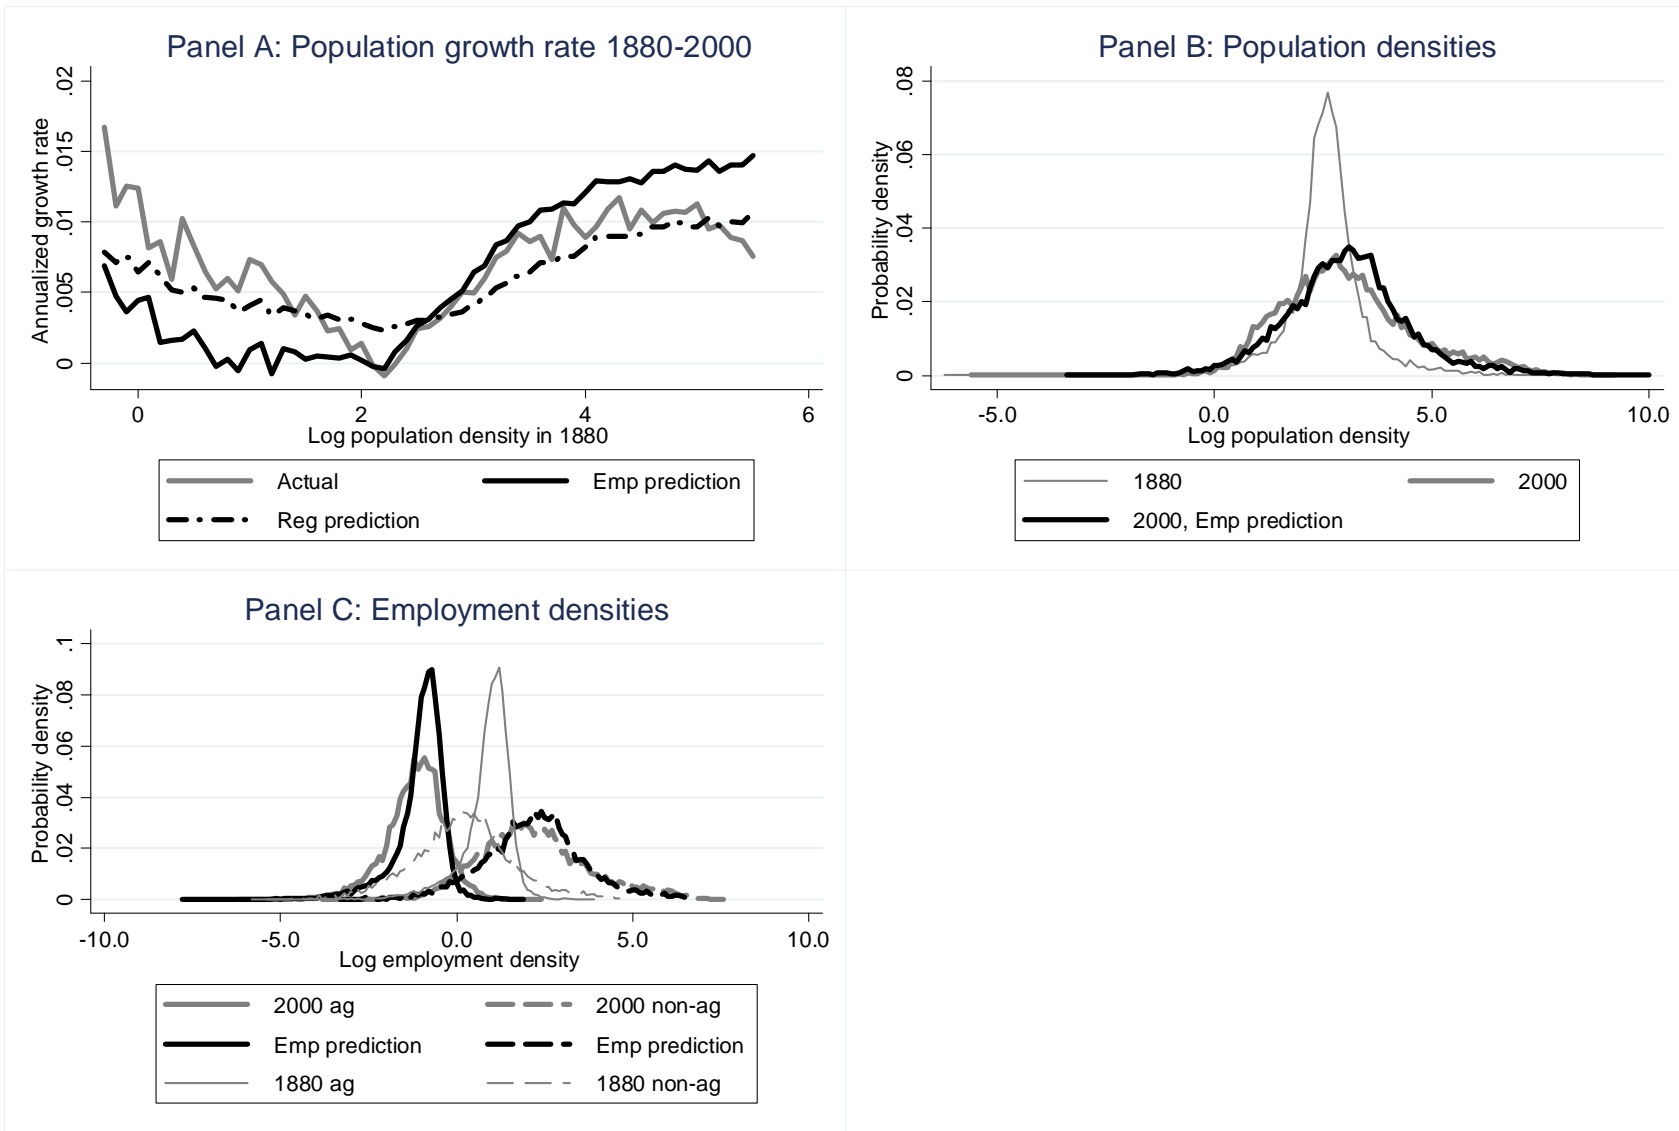 Panel A: Population growth rate 1880-2000
Annualized growth rate
.02
.015
.01
.005
0
0 2 4 6
Log population density in 1880
Actual Emp prediction
Reg prediction
Panel B: Population densities
Probability density
.08
.06
.04
.02
0
-5.0 0.0 5.0 10.0
Log population density
1880 2000
2000, Emp prediction
Panel C: Employment densities
Probability density
.1
.08
.06
.04
.02
0
-10.0 -5.0 0.0 5.0 10.0
Log employment density
2000 ag 2000 non-ag
Emp prediction Emp prediction
1880 ag 1880 non-ag